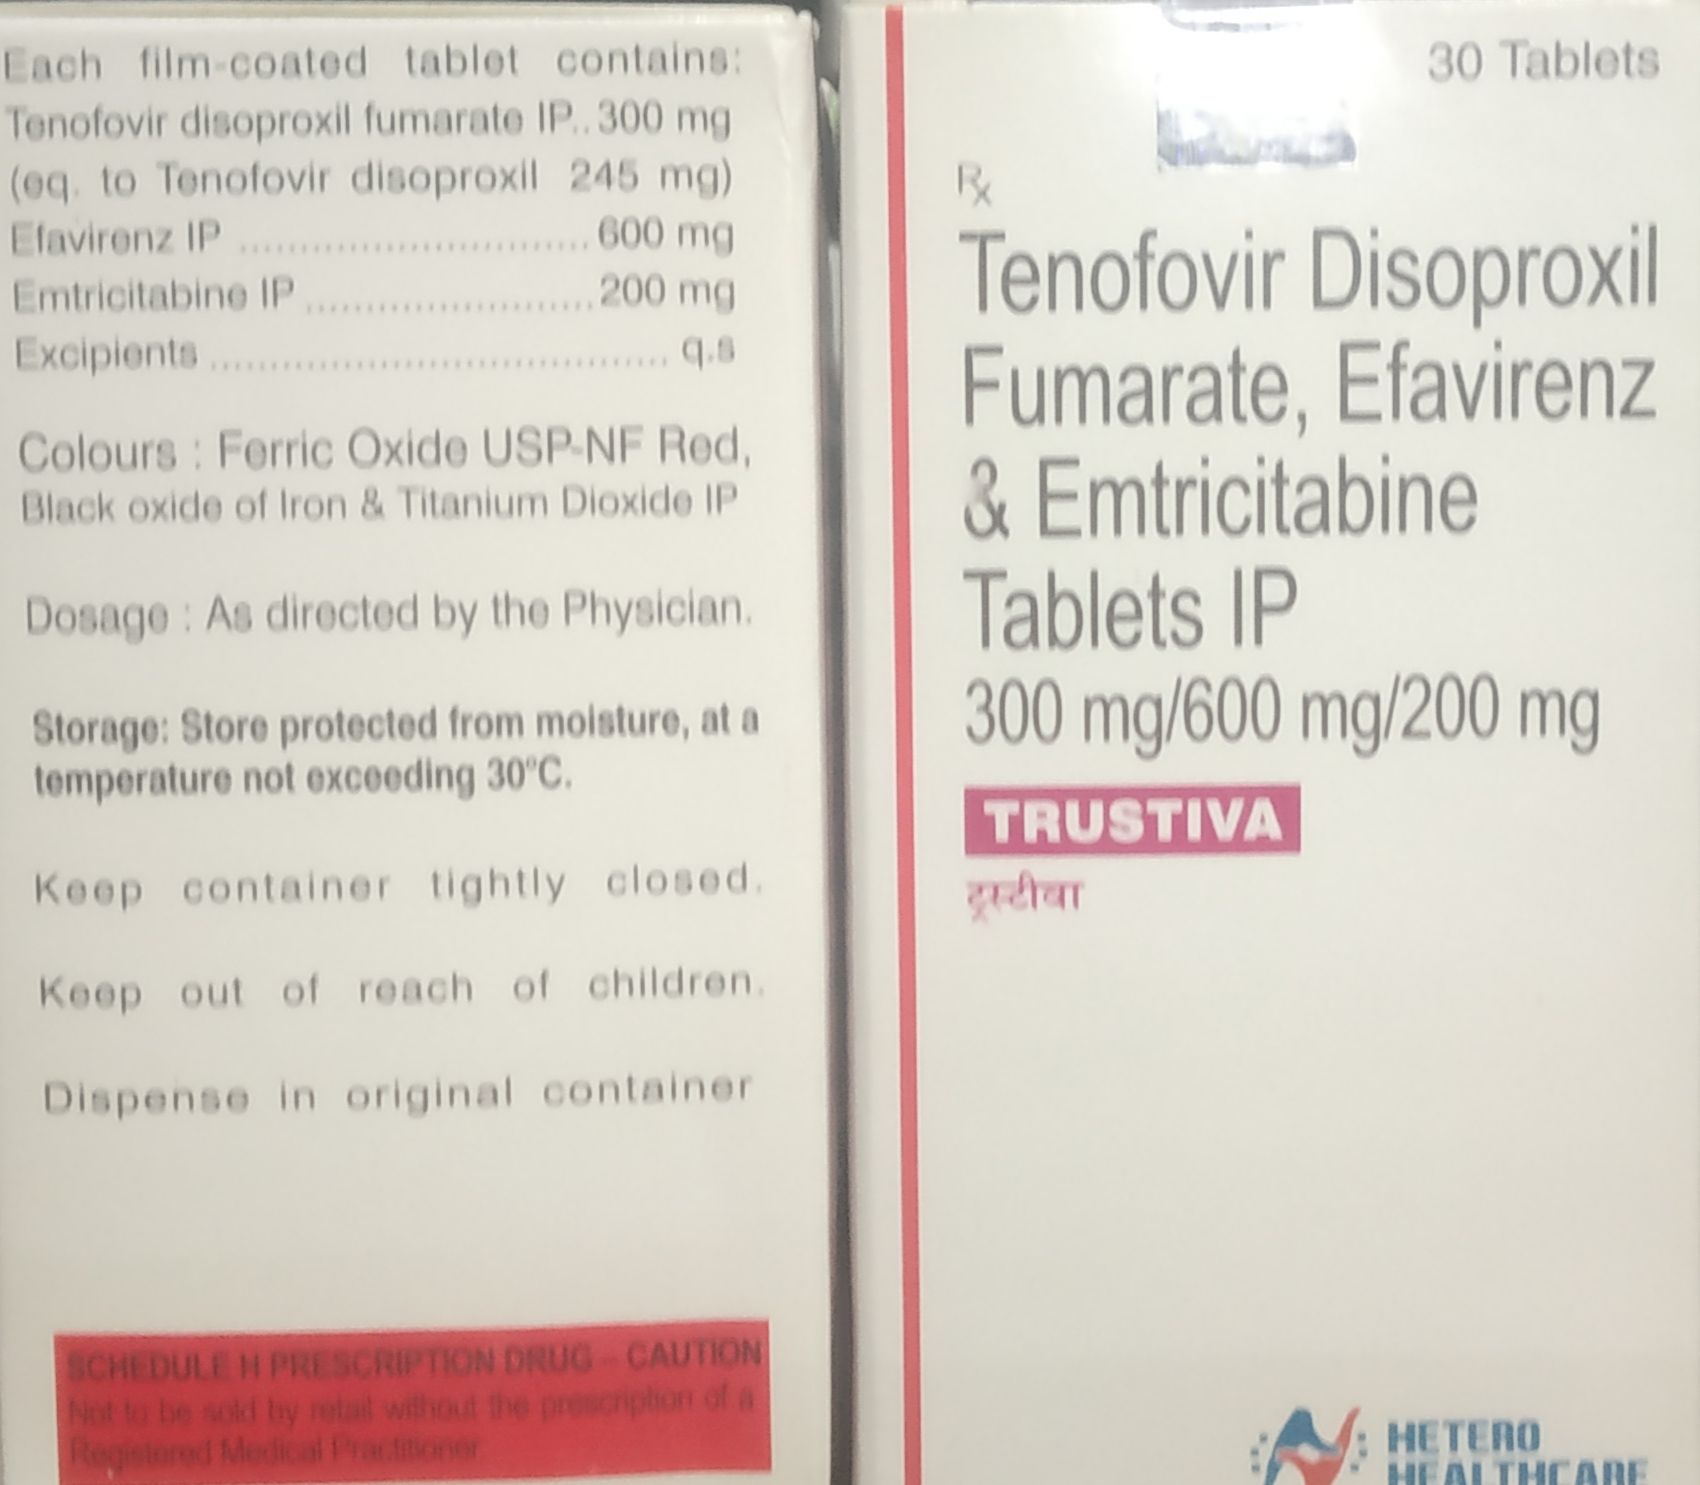 Each film-coated tablet contains:
Tenofovir disoproxil fumarate IP..300 mg
(eq. to Tenofovir disoproxil 245 mg)
Efavirenz IP ............................. 600 mg
Emtricitabine IP ........................ 200 mg
Excipients ...................................... q.s
Colours : Ferric Oxide USP-NF Red,
Black oxide of Iron & Titanium Dioxide IP
Dosage : As directed by the Physician.
Storage: Store protected from moisture, at a
temperature not exceeding 30°C.
Keep container tightly closed.
Keep out of reach of children.
Dispense in original container
SCHEDULE H PRESCRIPTION DRUG - CAUTION
Not to be sold by retail without the prescription of a
Registered Medical Practitioner
30 Tablets
Rx
Tenofovir Disoproxil
Fumarate, Efavirenz
& Emtricitabine
Tablets IP
300 mg/600 mg/200 mg
TRUSTIVA
ट्रस्टीवा
HETERO
HEALTHCARE